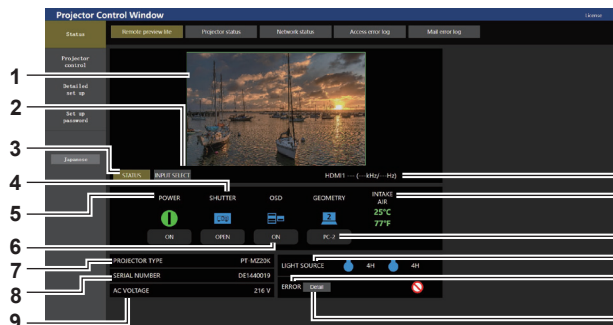 Projector Control Window
License
Status
Remote preview lite
Projector status
Network status
Access error log
Mail error log
Projector
control
Detailed
set up
Set up
password
Japanese
1
2
3
4
5
6
7
8
9
STATUS
INPUT SELECT
HDMI1 --- (---kHz/---Hz)
POWER
SHUTTER
OSD
GEOMETRY
INTAKE
AIR
25°C
77°F
2
ON
OPEN
ON
PC-2
PROJECTOR TYPE
PT-MZ20K
SERIAL NUMBER
DE1440019
AC VOLTAGE
216 V
LIGHT SOURCE
4H
4H
ERROR
Detail